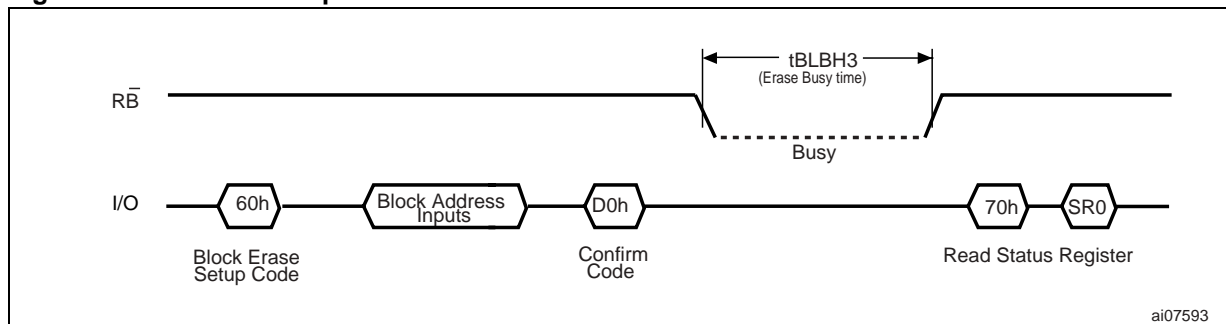 tBLBH3
(Erase Busy time)
RB̅
Busy
I/O
60h
Block Address
Inputs
D0h
70h
SR0
Block Erase
Setup Code
Confirm
Code
Read Status Register
ai07593